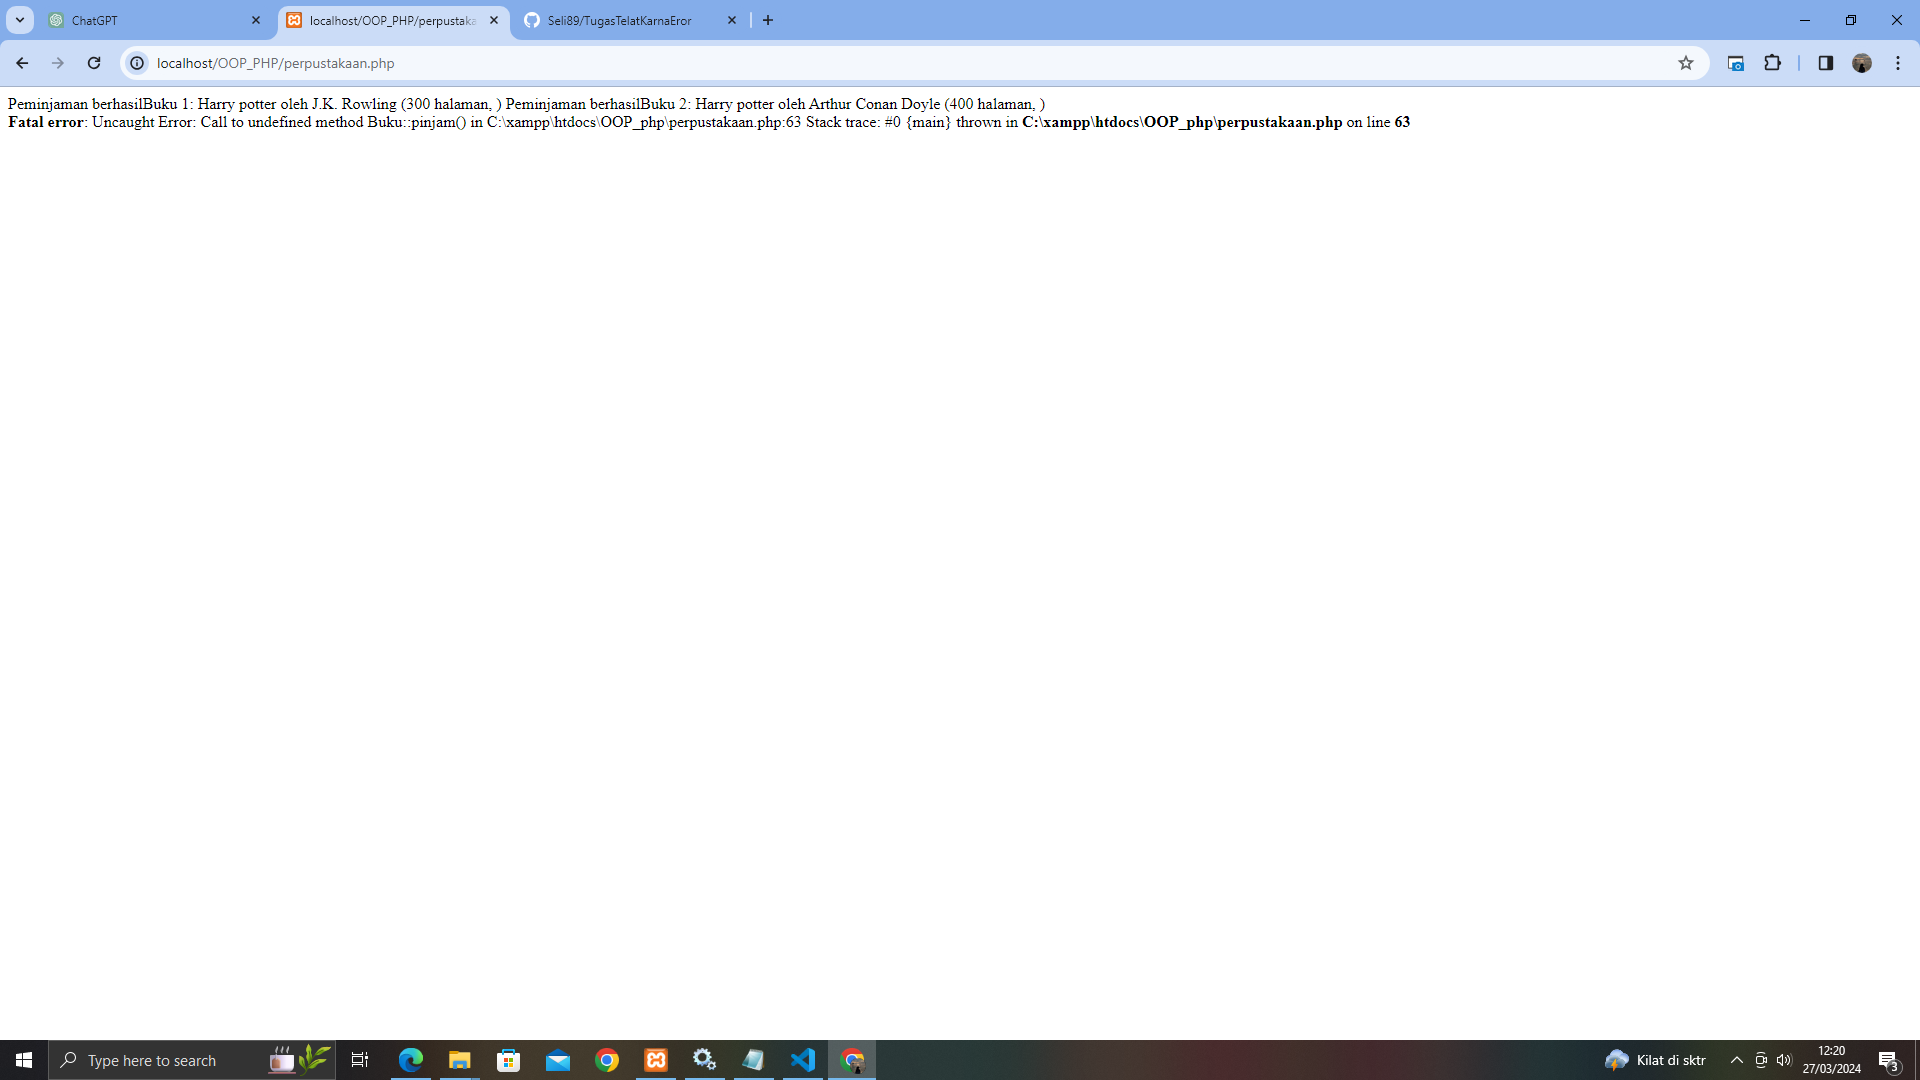 ChatGPT
localhost/OOP_PHP/perpustaka
Seli89/TugasTelatKarnaEror
localhost/OOP_PHP/perpustakaan.php
Peminjaman berhasilBuku 1: Harry potter oleh J.K. Rowling (300 halaman, ) Peminjaman berhasilBuku 2: Harry potter oleh Arthur Conan Doyle (400 halaman, )
Fatal error: Uncaught Error: Call to undefined method Buku::pinjam() in C:\xampp\htdocs\OOP_php\perpustakaan.php:63 Stack trace: #0 {main} thrown in C:\xampp\htdocs\OOP_php\perpustakaan.php on line 63
Type here to search
Kilat di sktr
12:20
27/03/2024
3